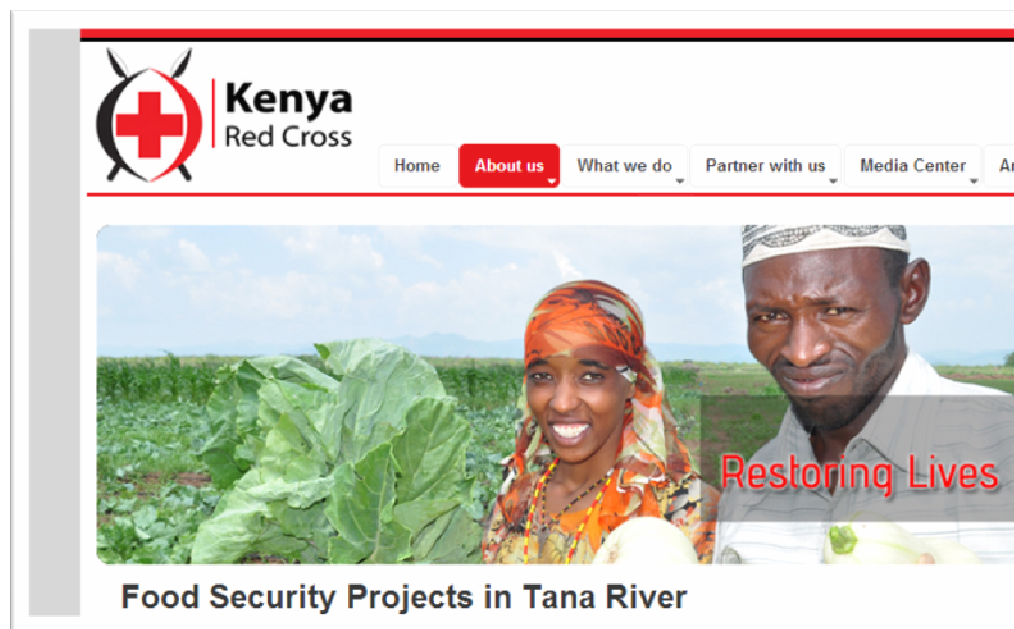 Kenya
Red Cross
Home About us What we do Partner with us Media Center
Restoring Lives
Food Security Projects in Tana River